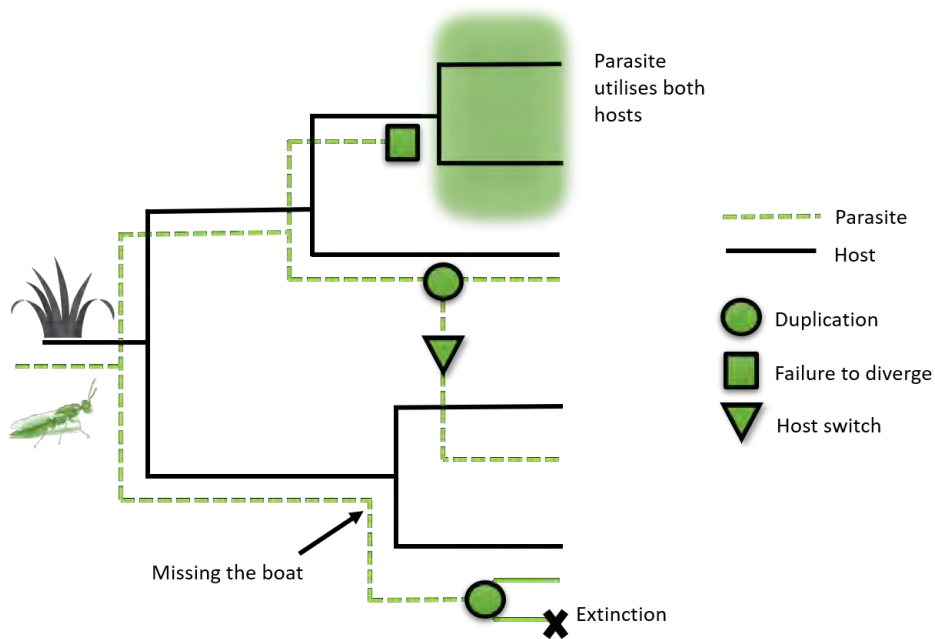 Parasite
utilises both
hosts
Parasite
Host
Duplication
Failure to diverge
Host switch
Missing the boat
Extinction